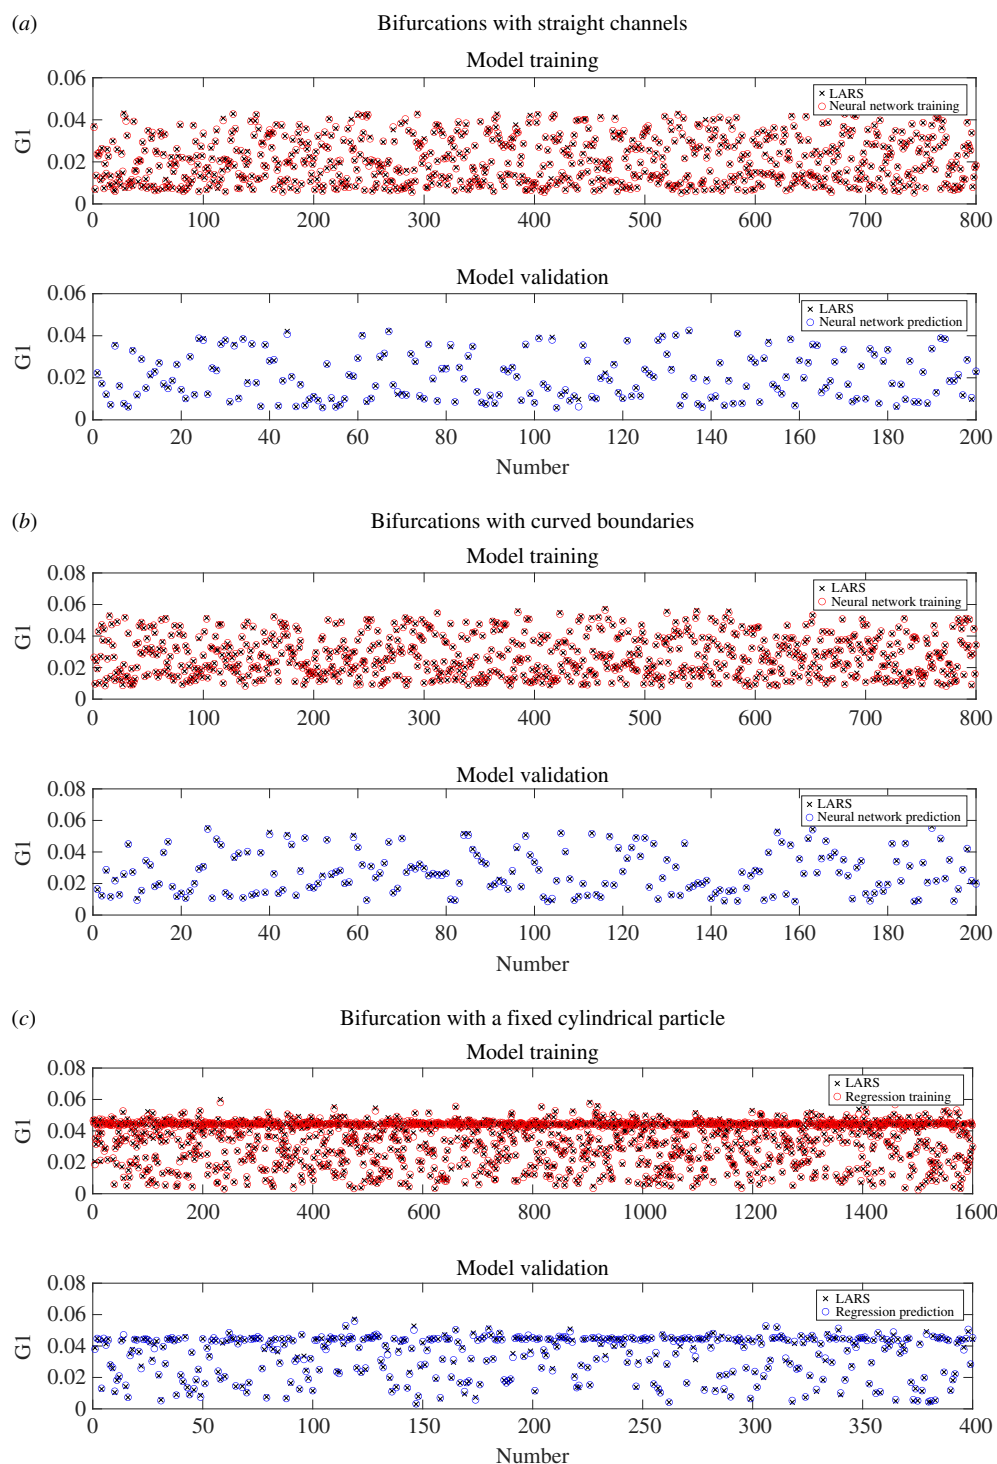 (a) Bifurcations with straight channels
Model training
0.06
0.04
0.02
0
G1
× LARS
○ Neural network training
0 100 200 300 200 500 600 700 800
Model validation
0.06
0.04
0.02
0
G1
× LARS
○ Neural network prediction
0 20 40 60 80 100 120 140 160 180 200
Number
(b) Bifurcations with curved boundaries
Model training
0.08
0.06
0.04
0.02
0
G1
× LARS
○ Neural network training
0 100 200 300 400 500 600 700 800
Model validation
0.08
0.06
0.04
0.02
0
G1
× LARS
○ Neural network prediction
0 20 40 60 80 100 120 140 160 180 200
Number
(c) Bifurcation with a fixed cylindrical particle
Model training
0.08
0.06
0.04
0.02
0
G1
× LARS
○ Regression training
0 200 400 600 800 1000 1200 1400 1600
Model validation
0.08
0.06
0.04
0.02
0
G1
× LARS
○ Regression prediction
0 50 100 150 200 250 300 350 400
Number